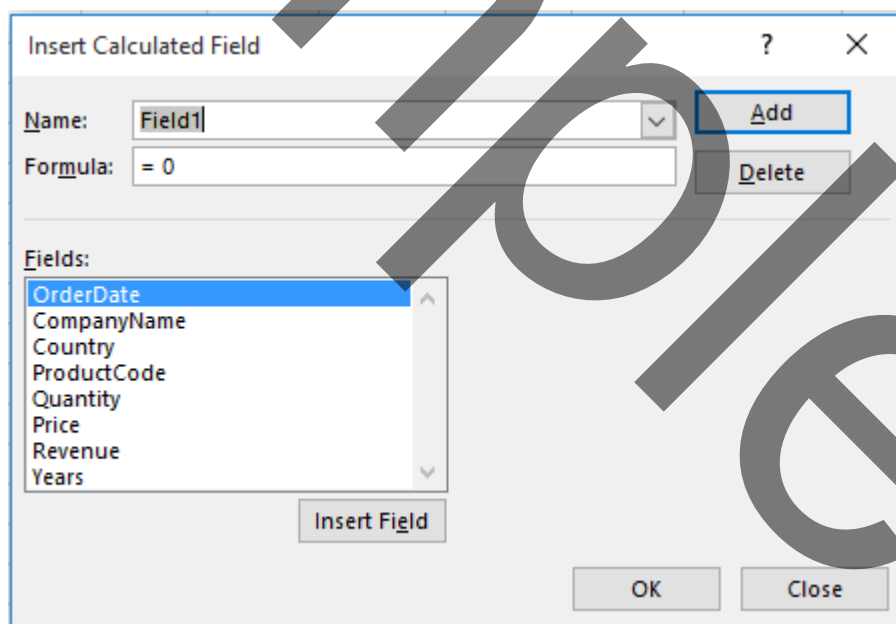 Insert Calculated Field ? ×
Name: Field1 Add
Formula: = 0 Delete
Fields:
OrderDate
CompanyName
Country
ProductCode
Quantity
Price
Revenue
Years
Insert Field
OK Close